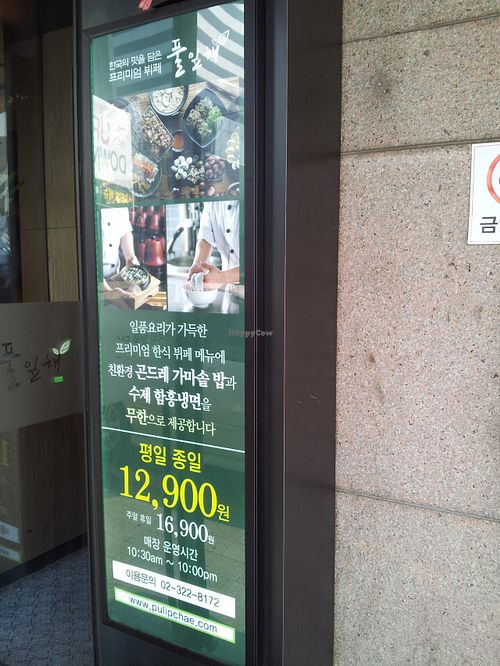 한국의 맛을 담은
프리미엄 뷔페
풀잎채
UP
DOWN
HappyCow
일품요리가 가득한
프리미엄 한식 뷔페 메뉴에
친환경 곤드레 가마솥 밥과
수제 함흥냉면을
무한으로 제공합니다
평일 종일
12,900원
주말 휴일 16,900원
매장 운영시간
10:30am ~ 10:00pm
이용문의 02-322-8172
www.pulipchae.com
풀잎채
금